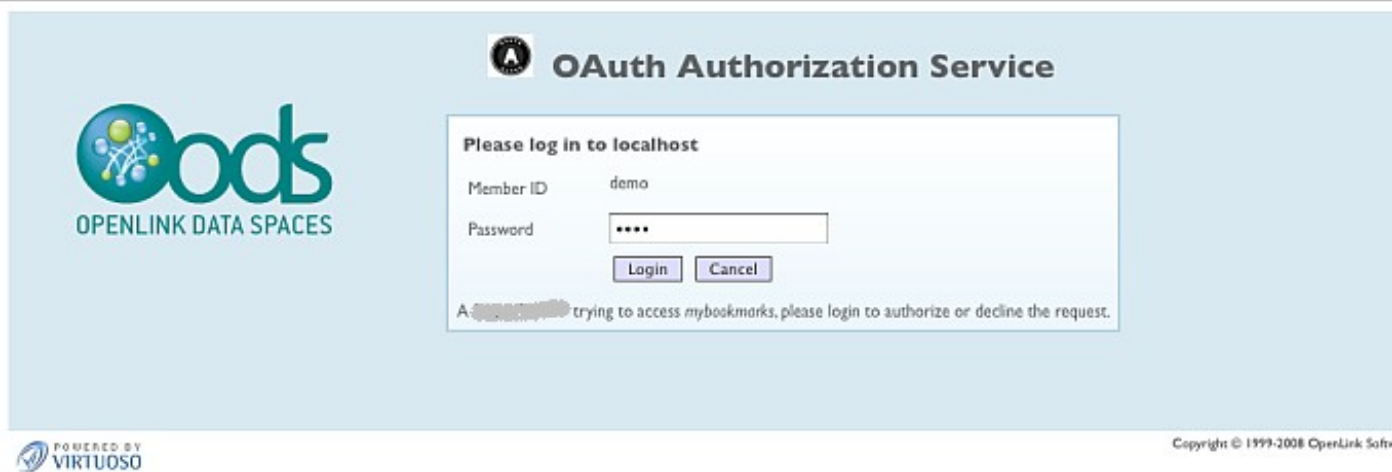 OAuth Authorization Service
ods
OPENLINK DATA SPACES
Please log in to localhost
Member ID demo
Password ••••
Login Cancel
A trying to access mybookmarks, please login to authorize or decline the request.
POWERED BY
VIRTUOSO
Copyright © 1999-2008 OpenLink